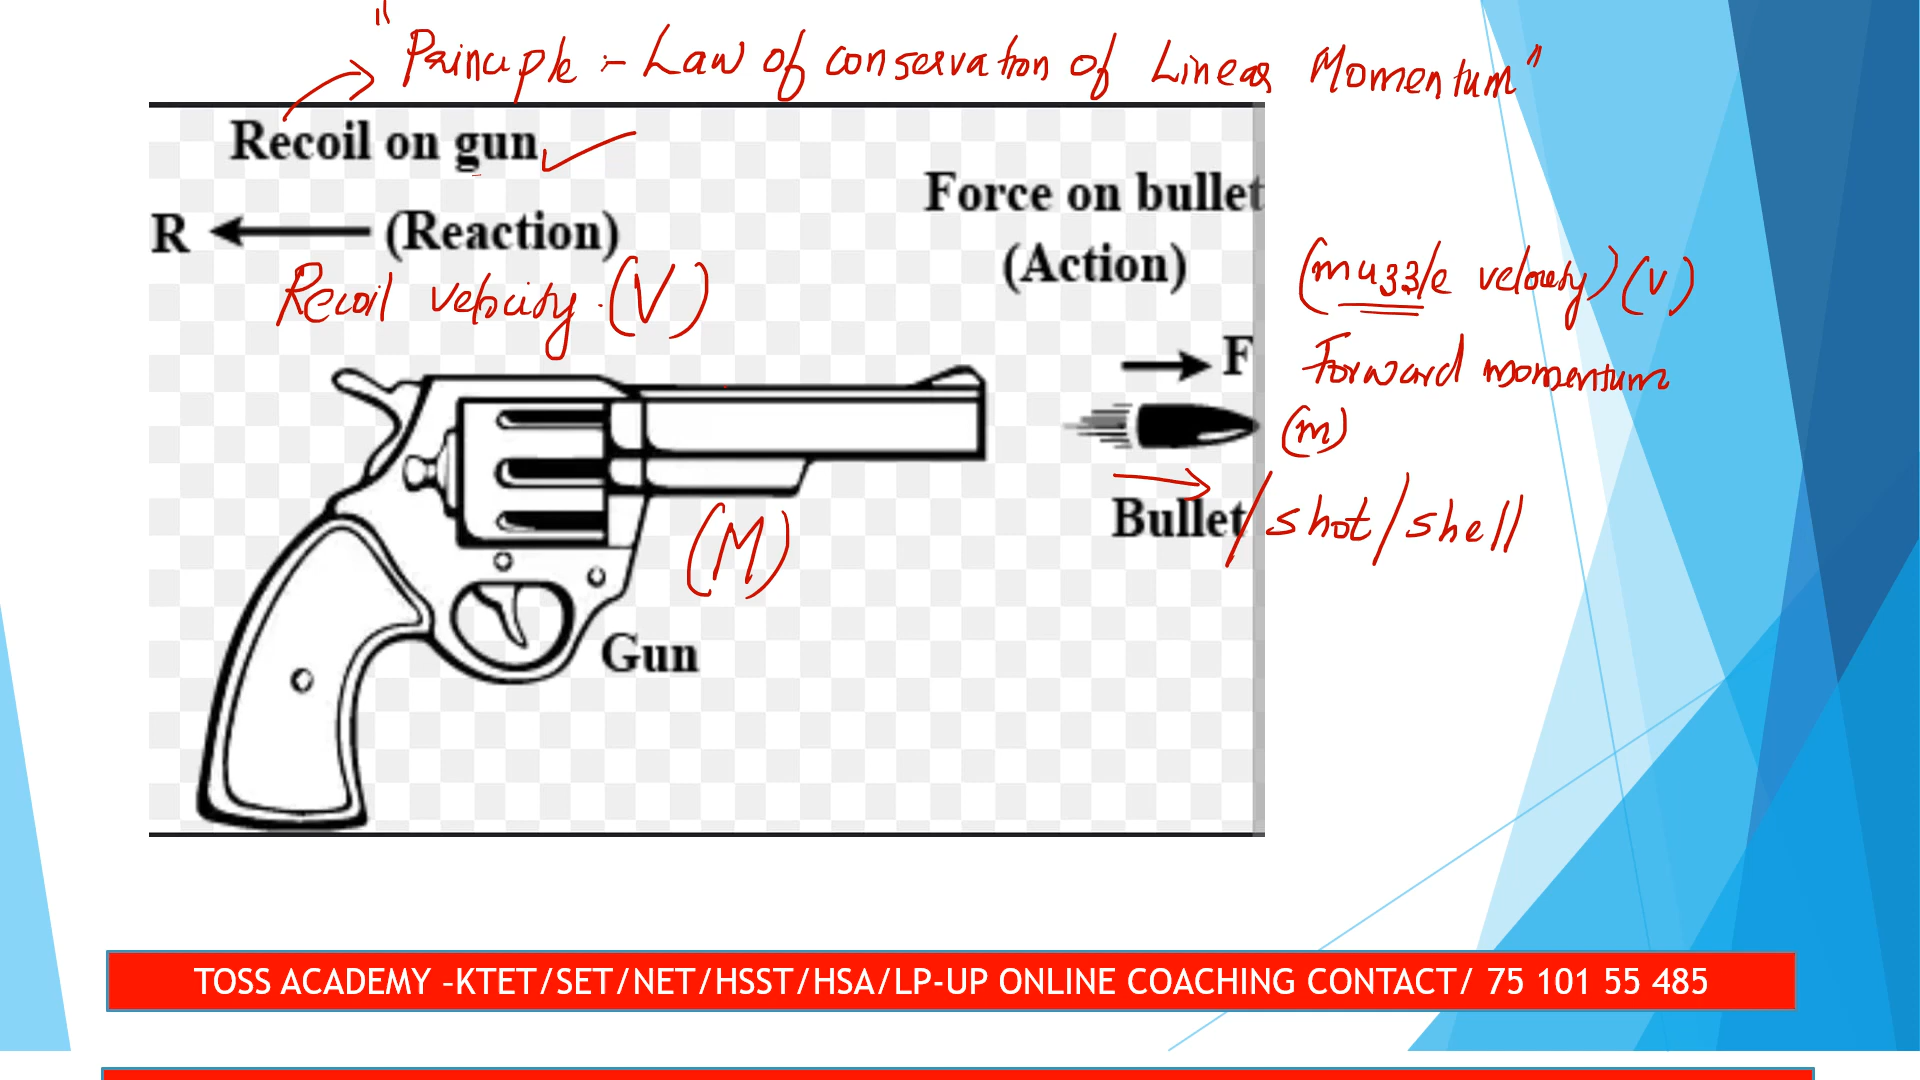 "Principle :- Law of conservation of Linear Momentum"
Recoil on gun
R (Reaction)
Recoil velocity (V)
Force on bullet
(Action)
(muzzle velocity) (v)
F
Forward momentum
(m)
Bullet/shot/shell
(M)
Gun
TOSS ACADEMY –KTET/SET/NET/HSST/HSA/LP-UP ONLINE COACHING CONTACT/ 75 101 55 485